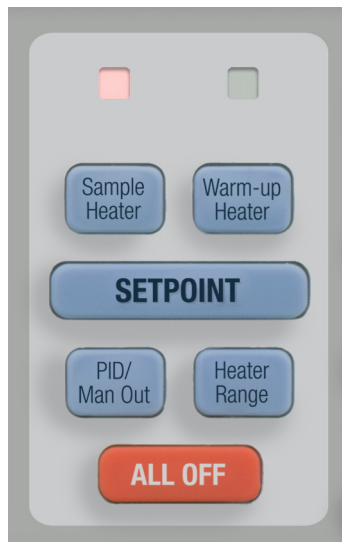 Sample
Heater
Warm-up
Heater
SETPOINT
PID/
Man Out
Heater
Range
ALL OFF